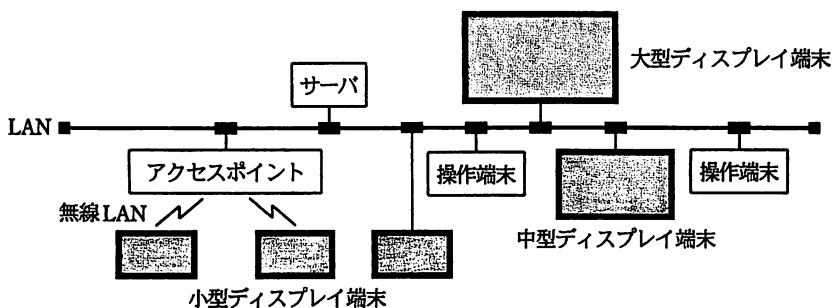 大型ディスプレイ端末
サーバ
LAN
アクセスポイント
操作端末
操作端末
無線LAN
中型ディスプレイ端末
小型ディスプレイ端末